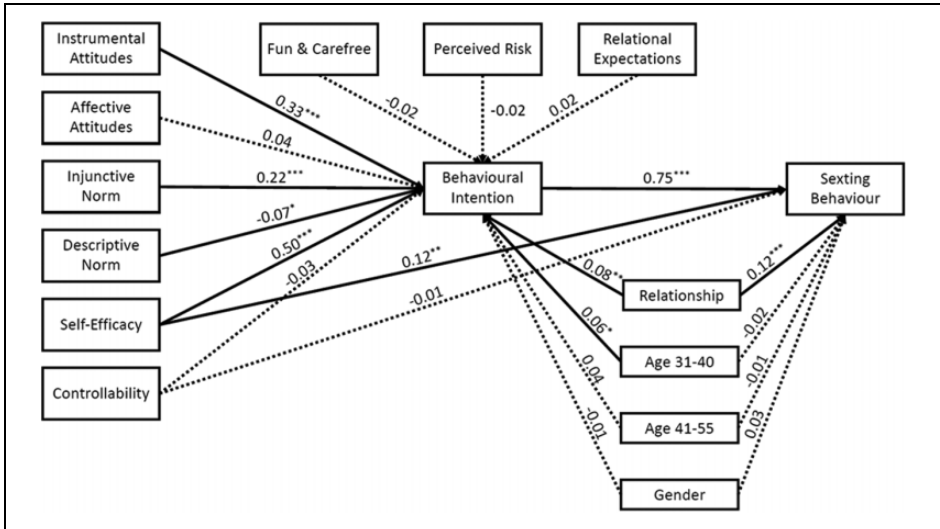 Instrumental
Attitudes
Fun & Carefree
Perceived Risk
Relational
Expectations
0.33***
-0.02
-0.02
0.02
Affective
Attitudes
0.04
Injunctive
Norm
0.22***
Behavioural
Intention
0.75***
Sexting
Behaviour
Descriptive
Norm
-0.07*
0.50***
-0.03
0.12**
-0.01
Self-Efficacy
Controllability
0.08**
Relationship
0.12***
0.06*
Age 31-40
-0.02
0.04
Age 41-55
-0.01
-0.01
Gender
0.03